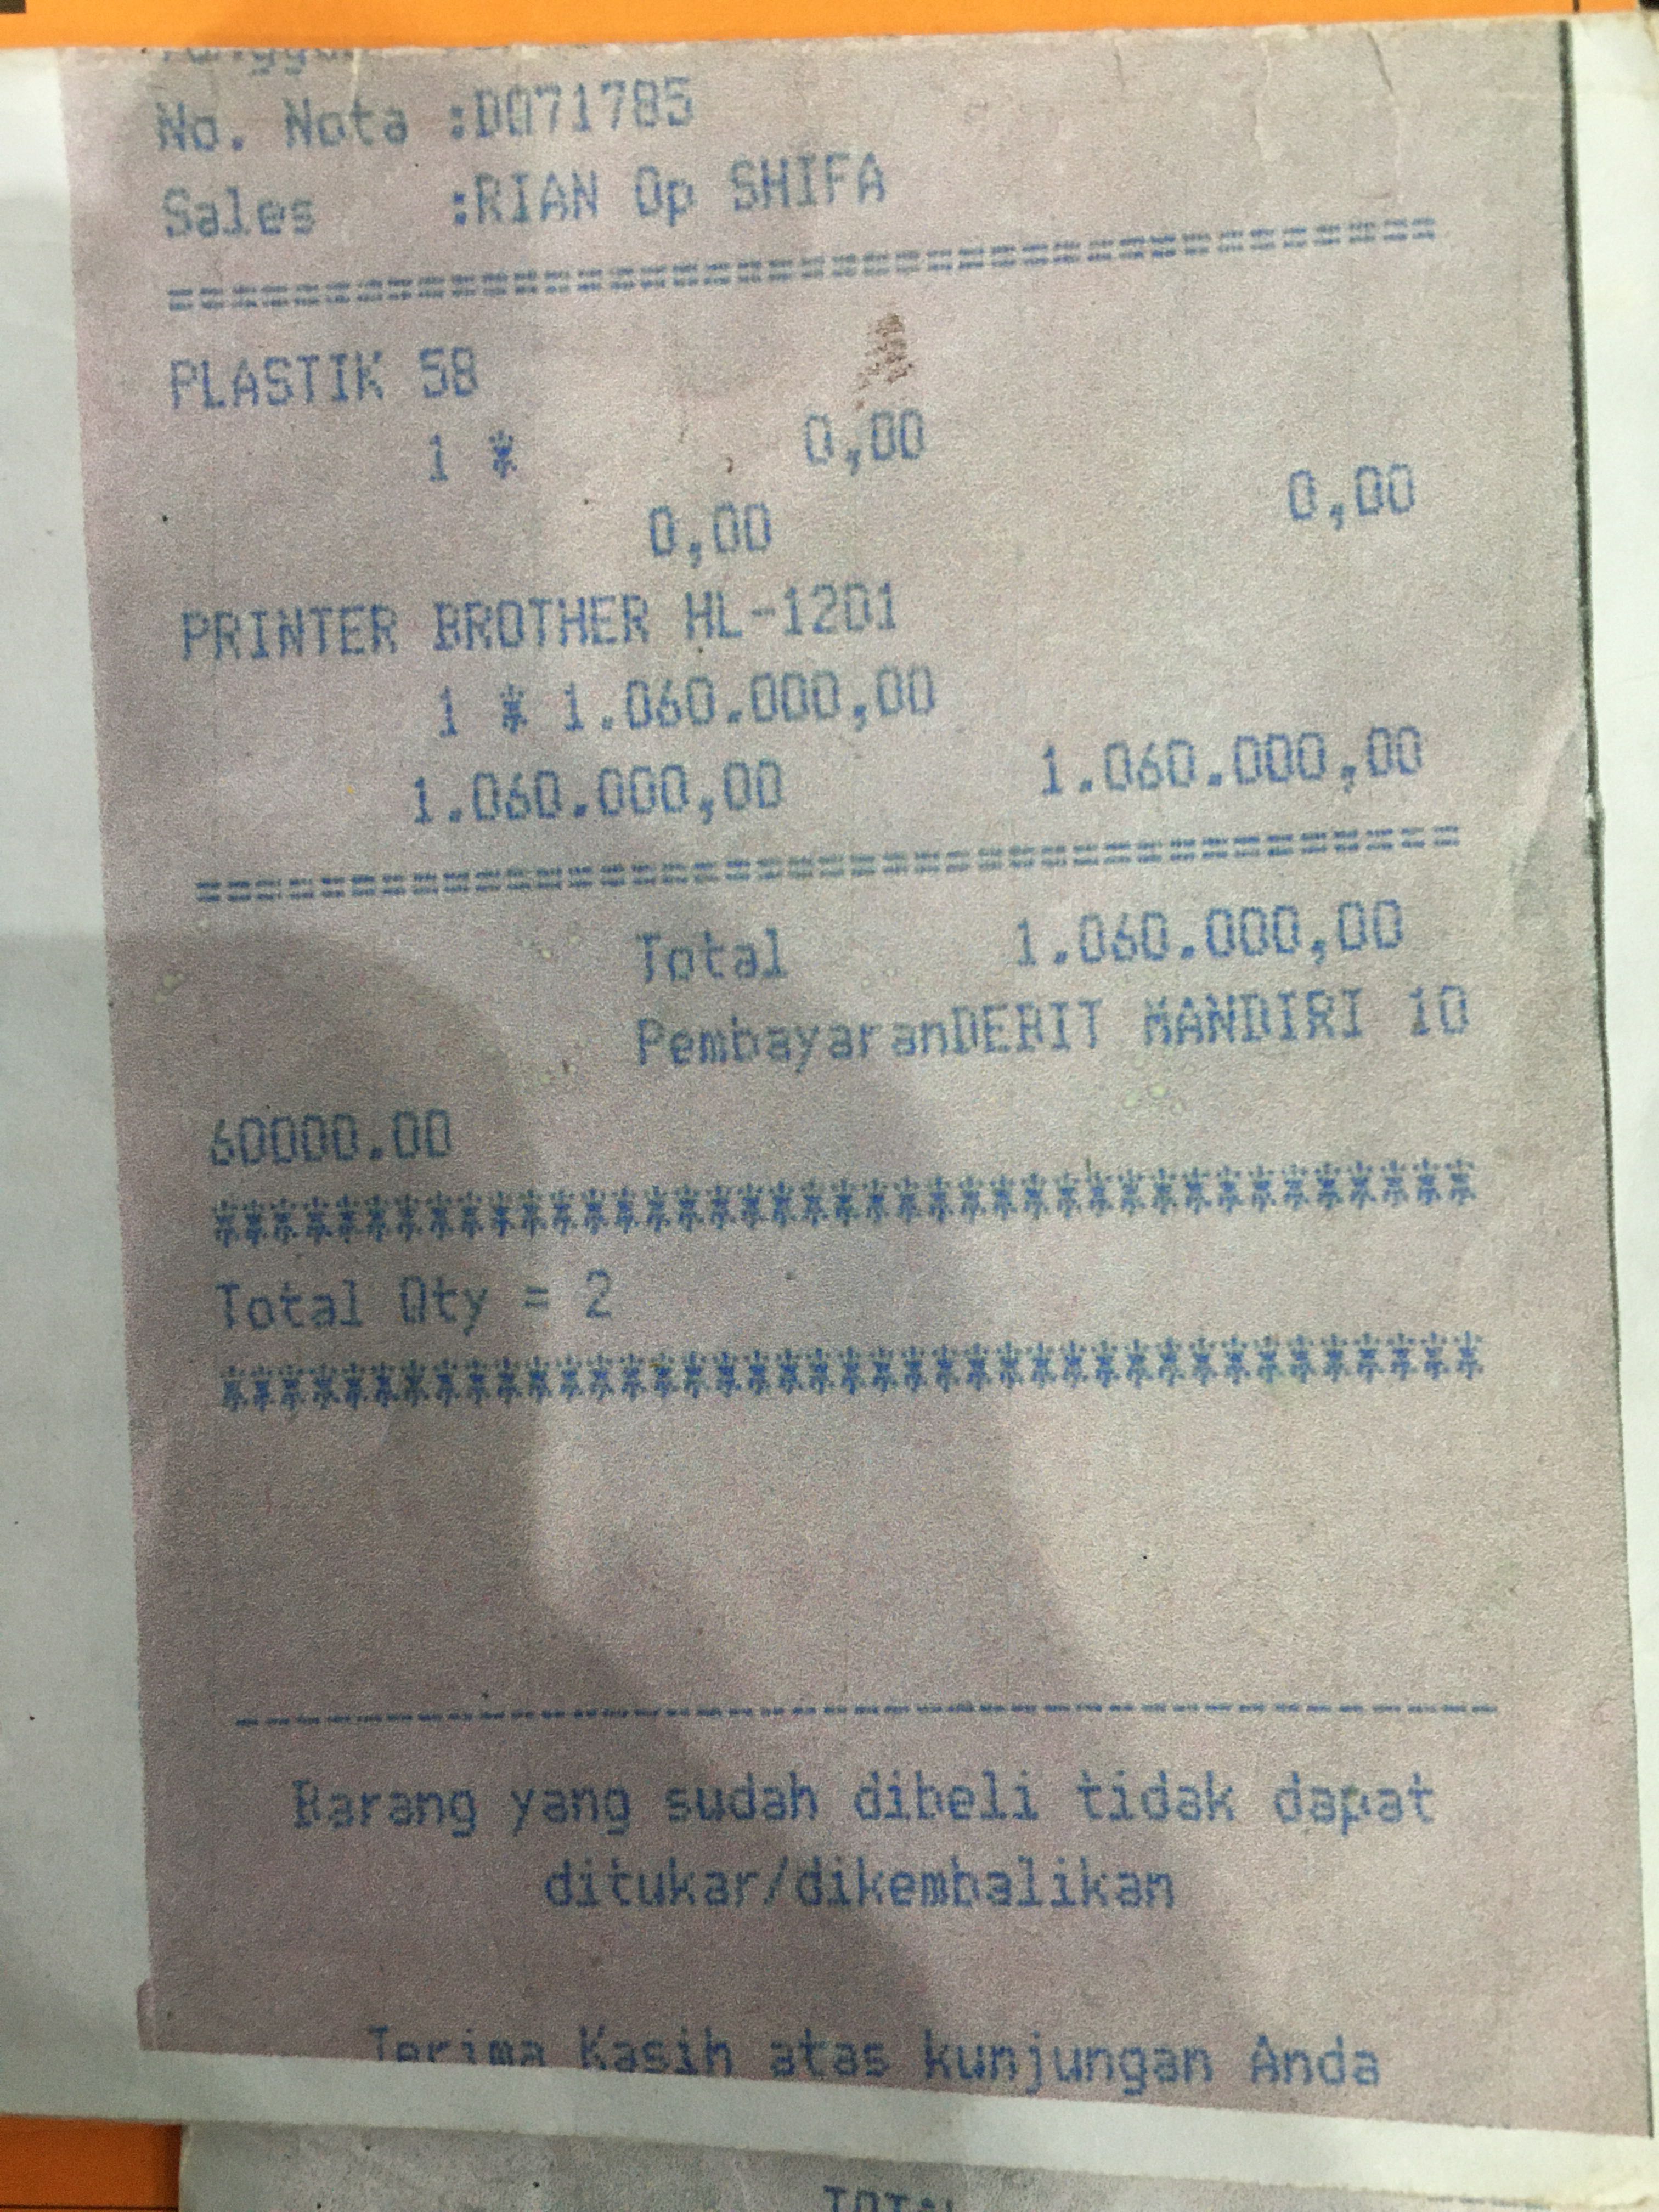 No. Nota :D071785
Sales :RIAN Op SHIFA
========================================
PLASTIK 58
1 * 0,00
0,00 0,00
PRINTER BROTHER HL-1201
1 * 1.060.000,00
1.060.000,00 1.060.000,00
========================================
Total 1.060.000,00
PembayaranDEBIT MANDIRI 10
60000.00
****************************************
Total Qty = 2
****************************************
----------------------------------------
Barang yang sudah dibeli tidak dapat
ditukar/dikembalikan
Terima Kasih atas kunjungan Anda
TOTAL